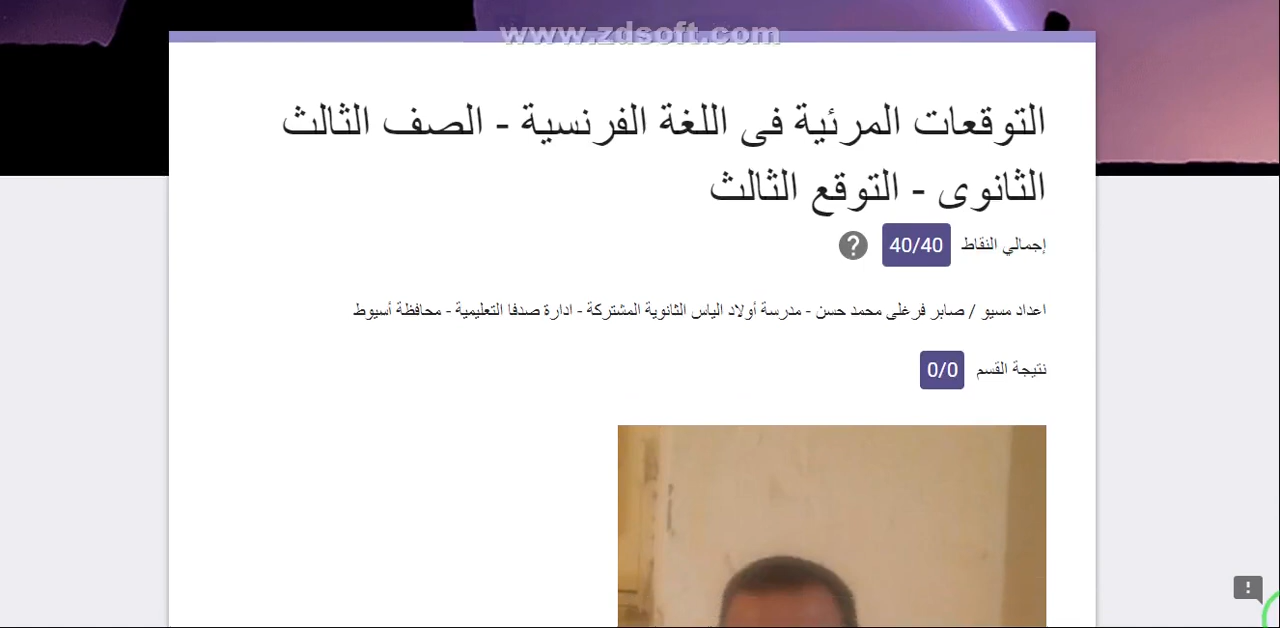 www.zdsoft.com
التوقعات المرئية فى اللغة الفرنسية - الصف الثالث
الثانوى - التوقع الثالث
إجمالي النقاط 40/40 ?
اعداد مسيو / صابر فرغلى محمد حسن - مدرسة أولاد الياس الثانوية المشتركة - ادارة صدفا التعليمية - محافظة أسيوط
نتيجة القسم 0/0